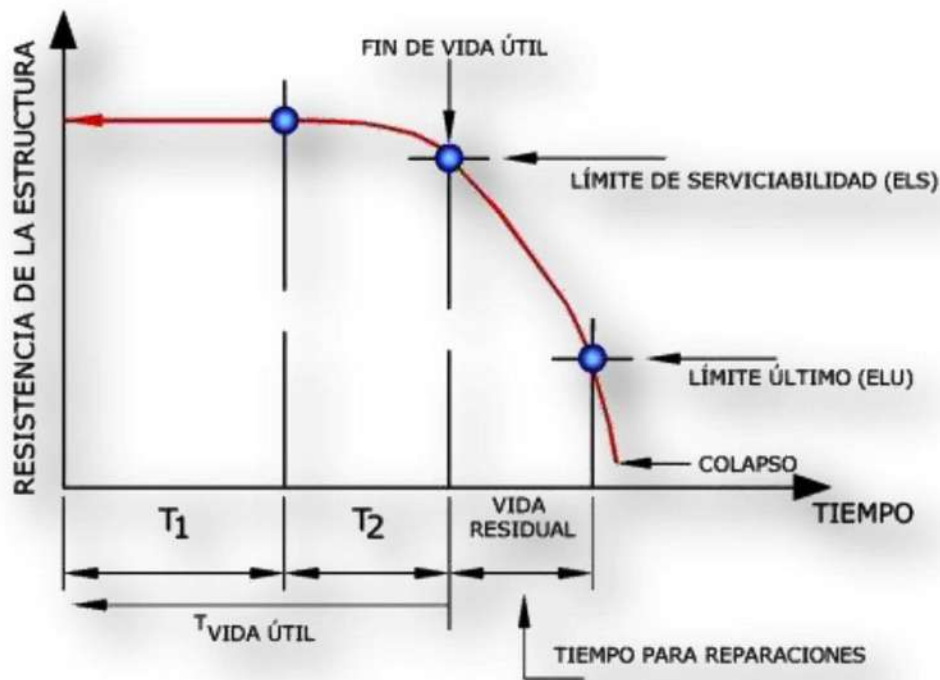 RESISTENCIA DE LA ESTRUCTURA
FIN DE VIDA ÚTIL
LÍMITE DE SERVICIABILIDAD (ELS)
LÍMITE ÚLTIMO (ELU)
COLAPSO
TIEMPO
T1
T2
VIDA
RESIDUAL
T VIDA ÚTIL
TIEMPO PARA REPARACIONES